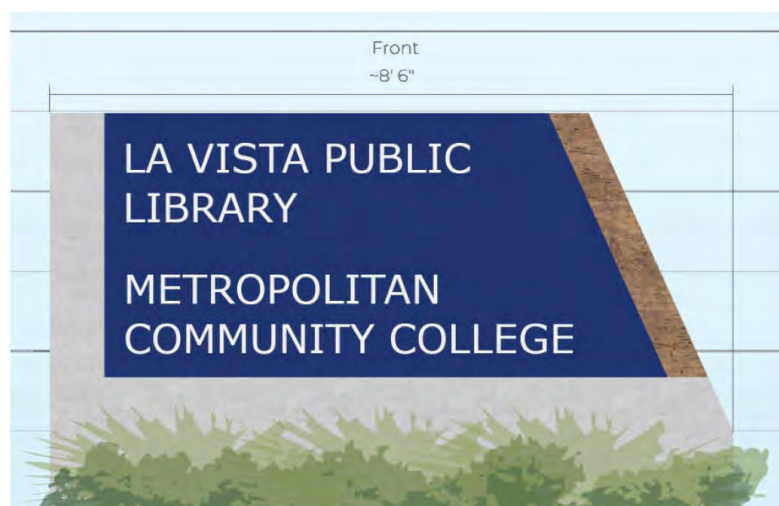 Front
~8' 6"
LA VISTA PUBLIC
LIBRARY
METROPOLITAN
COMMUNITY COLLEGE